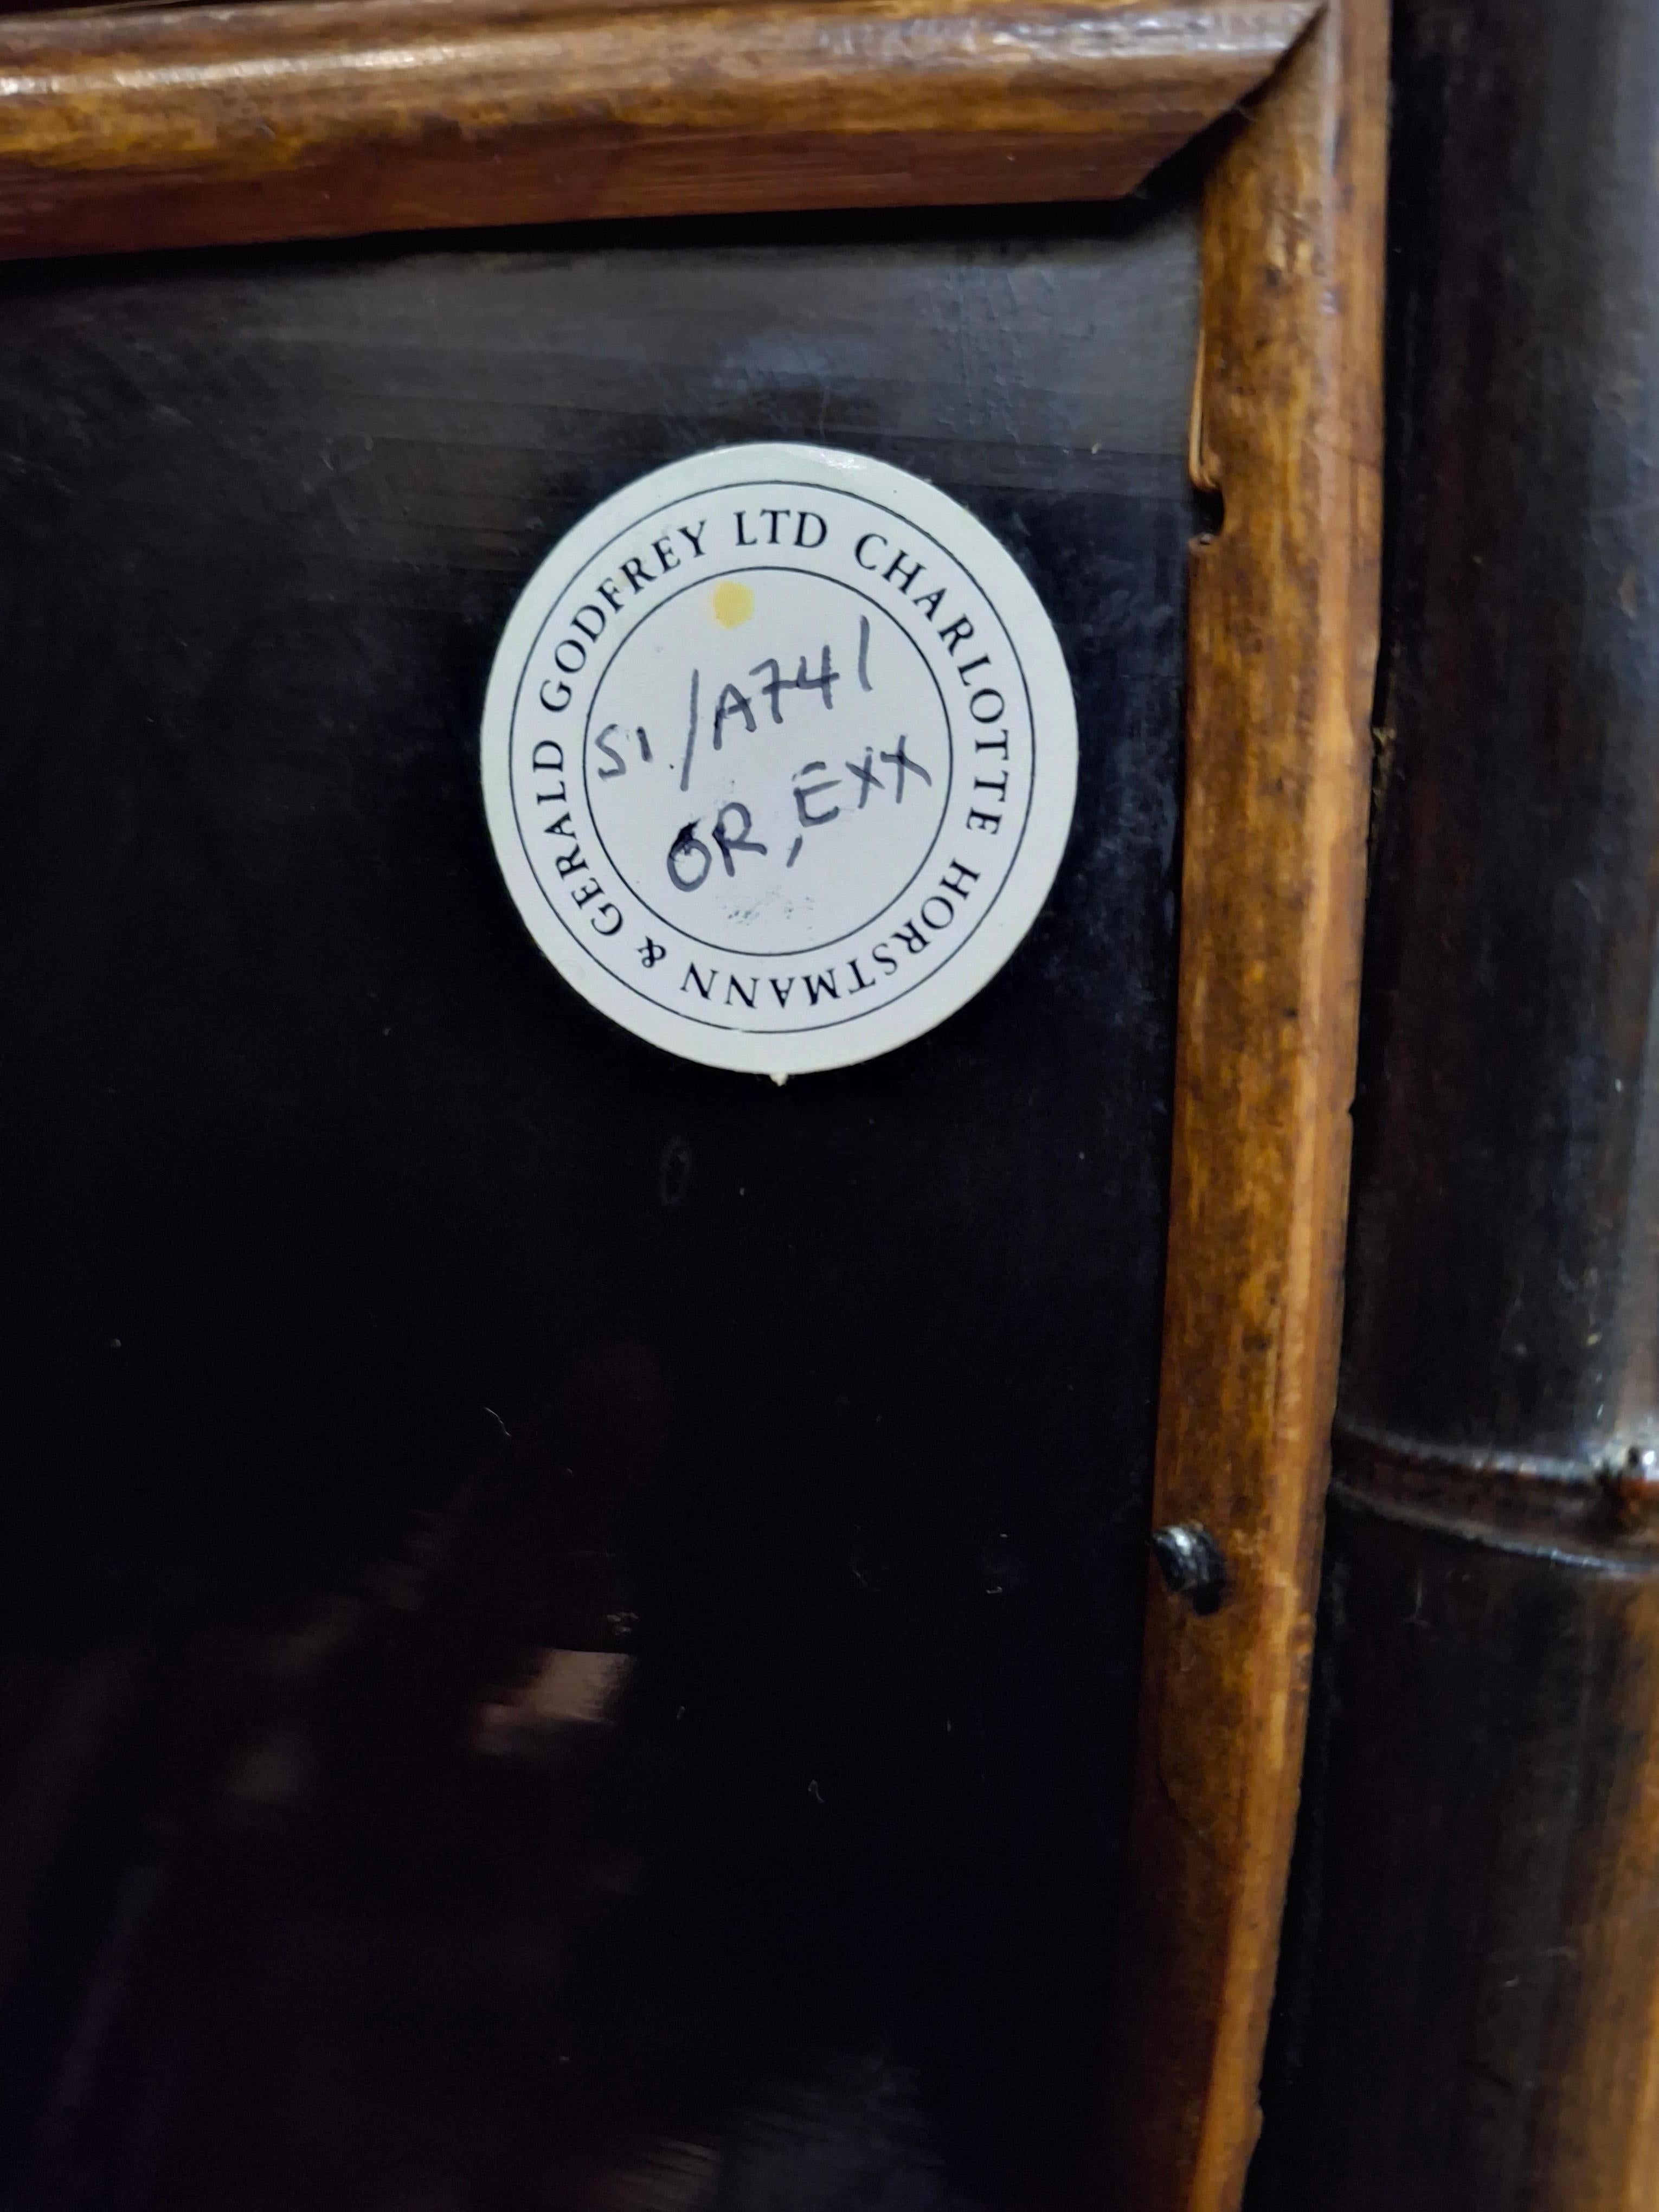 CHARLOTTE HORSTMANN & GERALD GODFREY LTD
S1/A741
OR, EXX